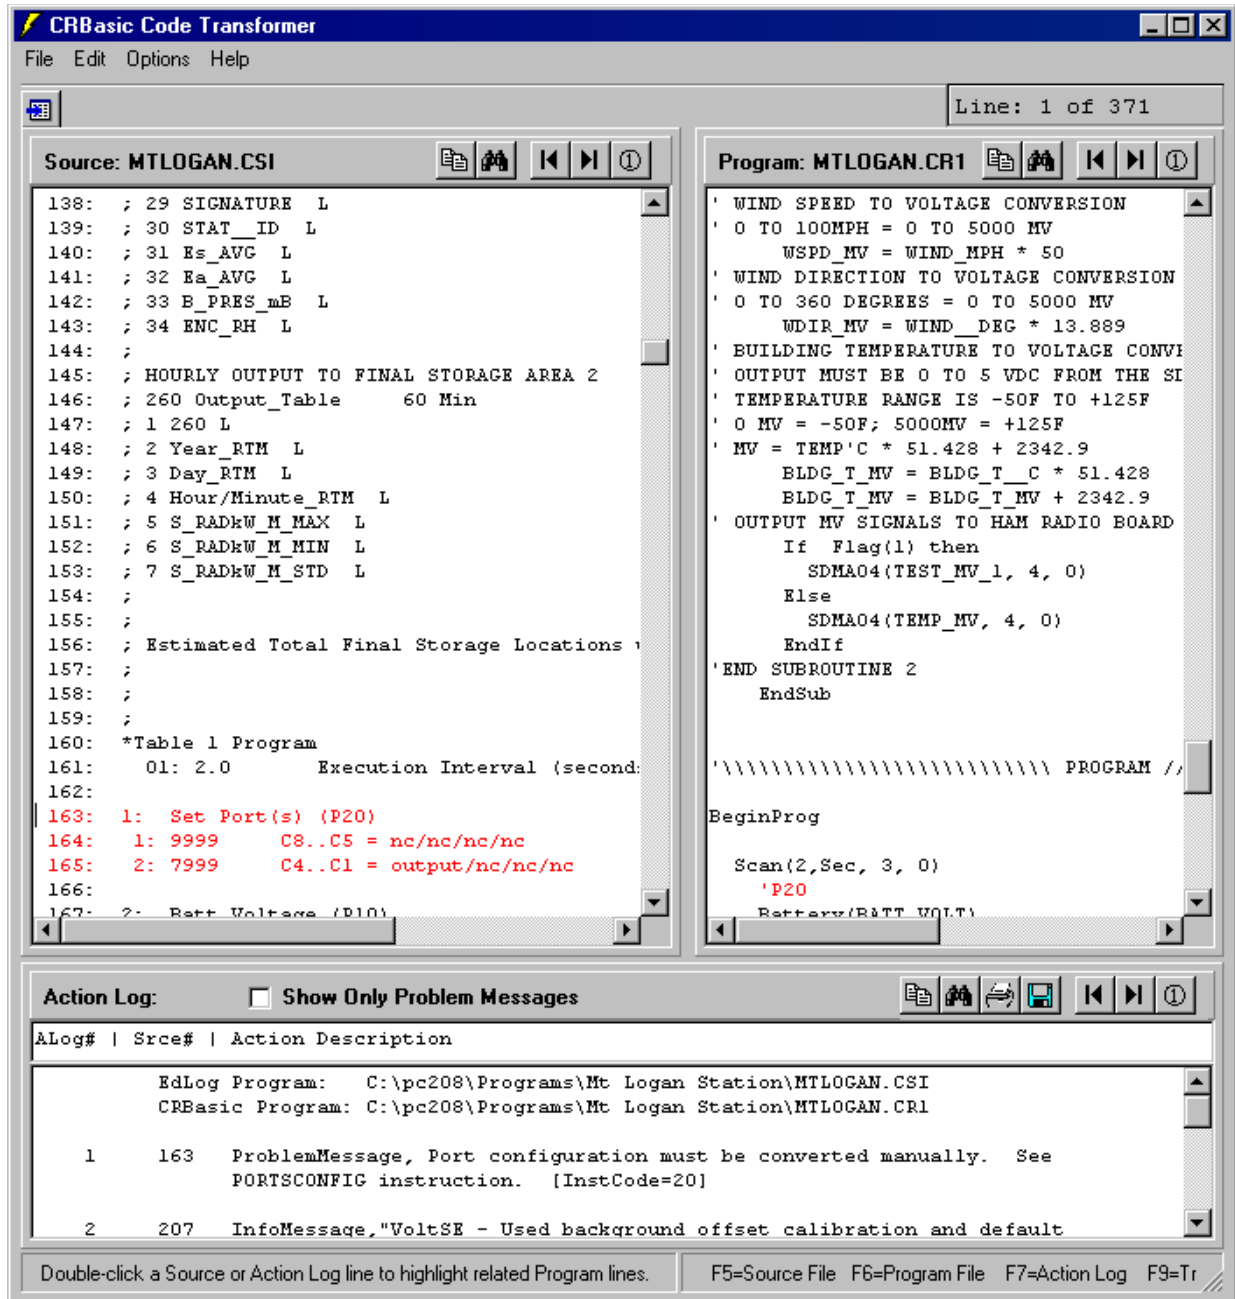 CRBasic Code Transformer
File Edit Options Help
Line: 1 of 371
Source: MTLOGAN.CSI
138: ; 29 SIGNATURE L
139: ; 30 STAT__ID L
140: ; 31 Es_AVG L
141: ; 32 Ea_AVG L
142: ; 33 B_PRES_mB L
143: ; 34 ENC_RH L
144: ;
145: ; HOURLY OUTPUT TO FINAL STORAGE AREA 2
146: ; 260 Output_Table 60 Min
147: ; 1 260 L
148: ; 2 Year_RTM L
149: ; 3 Day_RTM L
150: ; 4 Hour/Minute_RTM L
151: ; 5 S_RADkW_M_MAX L
152: ; 6 S_RADkW_M_MIN L
153: ; 7 S_RADkW_M_STD L
154: ;
155: ;
156: ; Estimated Total Final Storage Locations
157: ;
158: ;
159: ;
160: *Table 1 Program
161: 01: 2.0 Execution Interval (second
162:
163: 1: Set Port(s) (P20)
164: 1: 9999 C8..C5 = nc/nc/nc/nc
165: 2: 7999 C4..C1 = output/nc/nc/nc
166:
167: 2: Batt Voltage (P10)
Program: MTLOGAN.CR1
' WIND SPEED TO VOLTAGE CONVERSION
' 0 TO 100MPH = 0 TO 5000 MV
WSPD_MV = WIND_MPH * 50
' WIND DIRECTION TO VOLTAGE CONVERSION
' 0 TO 360 DEGREES = 0 TO 5000 MV
WDIR_MV = WIND__DEG * 13.889
' BUILDING TEMPERATURE TO VOLTAGE CONV
' OUTPUT MUST BE 0 TO 5 VDC FROM THE
' TEMPERATURE RANGE IS -50F TO +125F
' 0 MV = -50F; 5000MV = +125F
' MV = TEMP'C * 51.428 + 2342.9
BLDG_T_MV = BLDG_T__C * 51.428
BLDG_T_MV = BLDG_T_MV + 2342.9
' OUTPUT MV SIGNALS TO HAM RADIO BOARD
If Flag(1) then
SDMA04(TEST_MV_1, 4, 0)
Else
SDMA04(TEMP_MV, 4, 0)
EndIf
'END SUBROUTINE 2
EndSub
'\\\\\\\\\\\\\\\\\\\\\\\\\\\ PROGRAM //
BeginProg
Scan(2,Sec, 3, 0)
'P20
Battery(BATT_VOLT)
Action Log: Show Only Problem Messages
ALog# | Srce# | Action Description
EdLog Program: C:\pc208\Programs\Mt Logan Station\MTLOGAN.CSI
CRBasic Program: C:\pc208\Programs\Mt Logan Station\MTLOGAN.CR1
1 163 ProblemMessage, Port configuration must be converted manually. See
PORTSCONFIG instruction. [InstCode=20]
2 207 InfoMessage,"VoltSE - Used background offset calibration and default
Double-click a Source or Action Log line to highlight related Program lines.
F5=Source File F6=Program File F7=Action Log F9=Tr